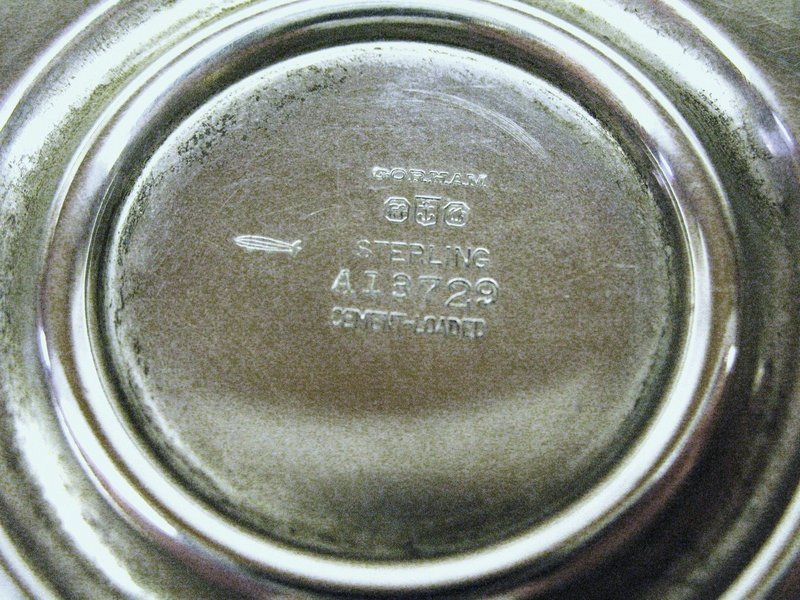 GORHAM
STERLING
A13729
CEMENT-LOADED